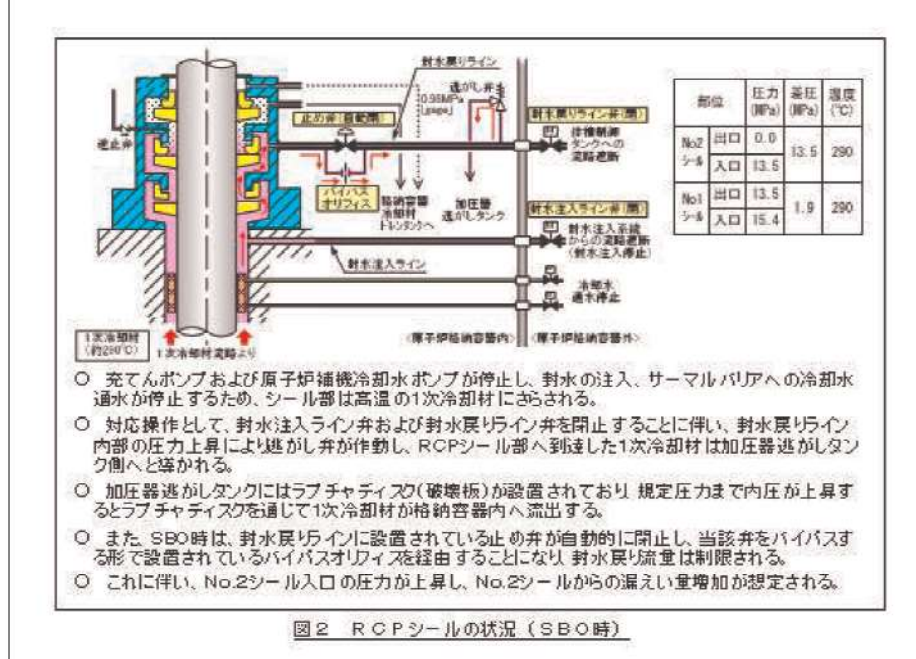 封水戻りライン
逃がし弁
0.95MPa
[gage]
止め弁(自動閉)
封水戻りライン弁(閉)
体積制御
タンクへの
流路遮断
逆止弁
バイパス
オリフィス
格納容器
冷却材
ドレンタンクへ
加圧器
逃がしタンク
封水注入ライン弁(閉)
封水注入系統
からの流路遮断
(封水注入停止)
封水注入ライン
冷却水
通水停止
1次冷却材
(約290℃)
1次冷却材流路より
<原子炉格納容器内>
<原子炉格納容器外>
部位 圧力(MPa) 差圧(MPa) 温度(℃)
No2シール 出口 0.0 13.5 290
入口 13.5
No1シール 出口 13.5 1.9 290
入口 15.4
○ 充てんポンプおよび原子炉補機冷却水ポンプが停止し、封水の注入、サーマルバリアへの冷却水
通水が停止するため、シール部は高温の1次冷却材にさらされる。
○ 対応操作として、封水注入ライン弁および封水戻りライン弁を閉止することに伴い、封水戻りライン
内部の圧力上昇により逃がし弁が作動し、RCPシール部へ到達した1次冷却材は加圧器逃がしタン
ク側へと導かれる。
○ 加圧器逃がしタンクにはラプチャディスク(破壊板)が設置されており、規定圧力まで内圧が上昇す
るとラプチャディスクを通じて1次冷却材が格納容器内へ流出する。
○ また、SBO時は、封水戻りラインに設置されている止め弁が自動的に閉止し、当該弁をバイパスす
る形で設置されているバイパスオリフィスを経由することになり、封水戻り流量は制限される。
○ これに伴い、No.2シール入口の圧力が上昇し、No.2シールからの漏えい量増加が想定される。
図2 RCPシールの状況(SBO時)